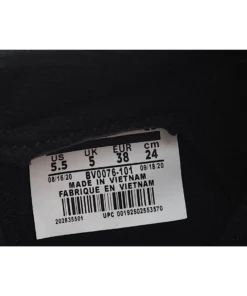 US UK EUR cm
5.5 5 38 24
08/18/20 BV0076-101 09/18/20
MADE IN VIETNAM
FABRIQUE EN VIETNAM
202835501
UPC 00192502553570